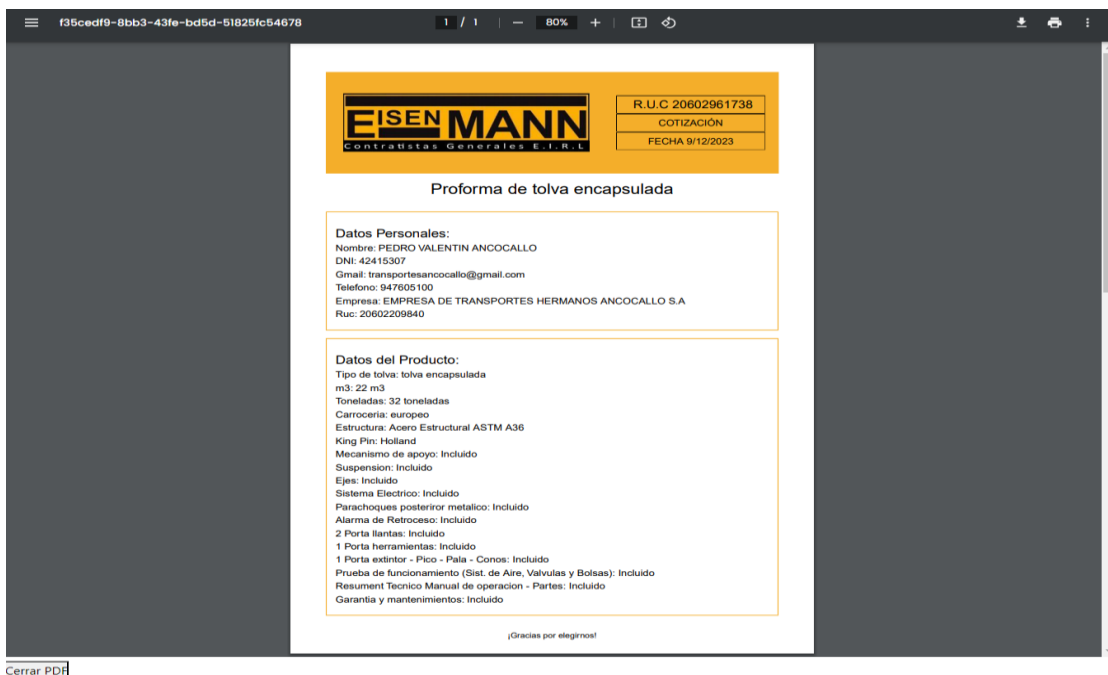 f35cedf9-8bb3-43fe-bd5d-51825fc54678
1 / 1
80%
EISENMANN
Contratistas Generales E.I.R.L
R.U.C 20602961738
COTIZACIÓN
FECHA 9/12/2023
Proforma de tolva encapsulada
Datos Personales:
Nombre: PEDRO VALENTIN ANCOCALLO
DNI: 42415307
Gmail: transportesancocallo@gmail.com
Telefono: 947605100
Empresa: EMPRESA DE TRANSPORTES HERMANOS ANCOCALLO S.A
Ruc: 20602209840
Datos del Producto:
Tipo de tolva: tolva encapsulada
m3: 22 m3
Toneladas: 32 toneladas
Carroceria: europeo
Estructura: Acero Estructural ASTM A36
King Pin: Holland
Mecanismo de apoyo: Incluido
Suspension: Incluido
Ejes: Incluido
Sistema Electrico: Incluido
Parachoques posteriror metalico: Incluido
Alarma de Retroceso: Incluido
2 Porta llantas: Incluido
1 Porta herramientas: Incluido
1 Porta extintor - Pico - Pala - Conos: Incluido
Prueba de funcionamiento (Sist. de Aire, Valvulas y Bolsas): Incluido
Resument Tecnico Manual de operacion - Partes: Incluido
Garantia y mantenimientos: Incluido
¡Gracias por elegirnos!
Cerrar PDF